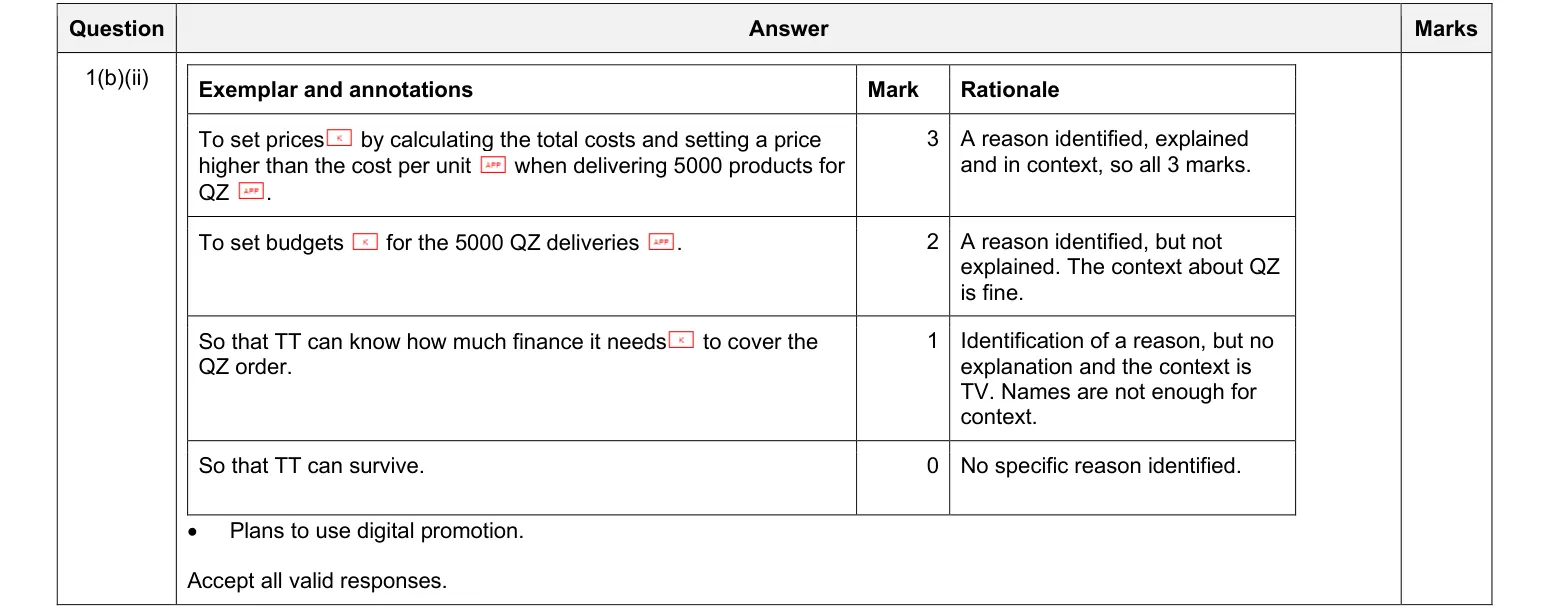 Question Answer Marks
1(b)(ii)
Exemplar and annotations Mark Rationale
To set prices K by calculating the total costs and setting a price 3 A reason identified, explained
higher than the cost per unit APP when delivering 5000 products for and in context, so all 3 marks.
QZ APP.
To set budgets K for the 5000 QZ deliveries APP. 2 A reason identified, but not
explained. The context about QZ
is fine.
So that TT can know how much finance it needs K to cover the 1 Identification of a reason, but no
QZ order. explanation and the context is
TV. Names are not enough for
context.
So that TT can survive. 0 No specific reason identified.
• Plans to use digital promotion.
Accept all valid responses.